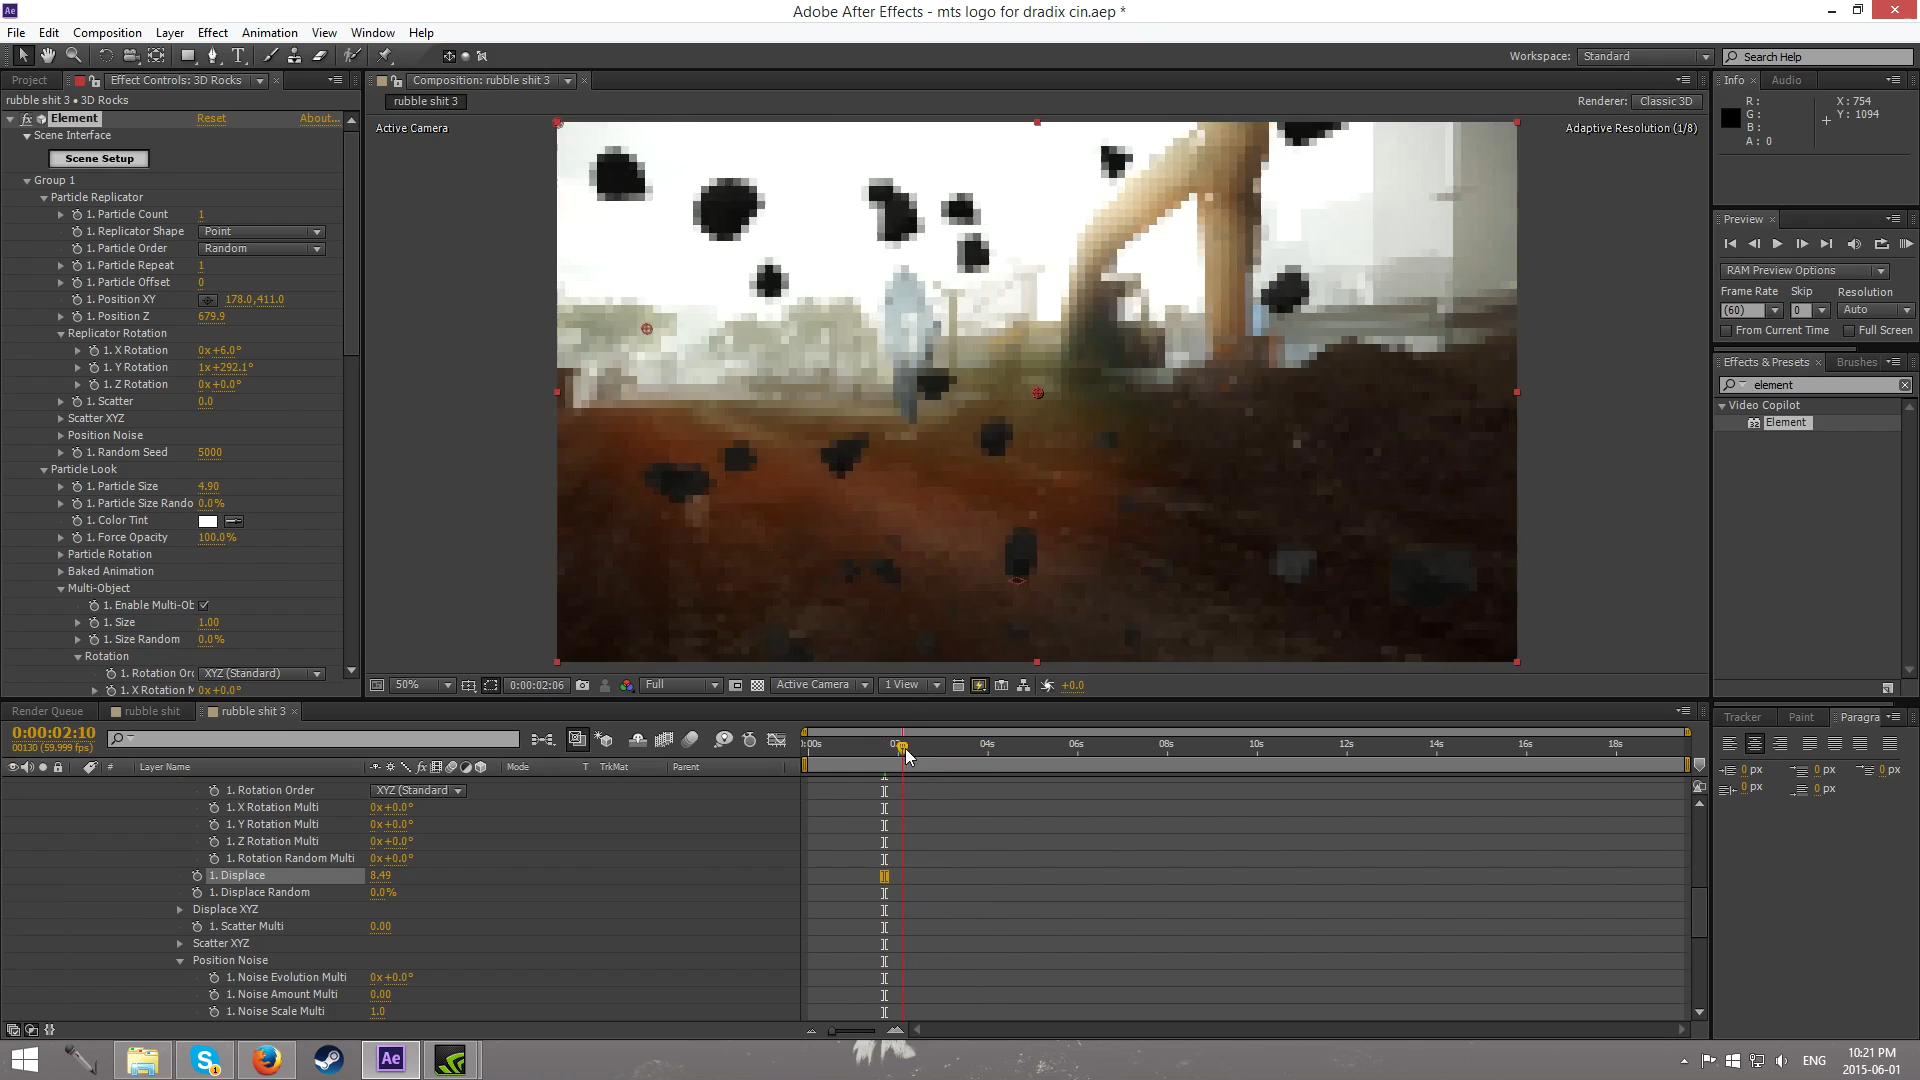 Adobe After Effects - mts logo for dradix cin.aep *
File Edit Composition Layer Effect Animation View Window Help
Workspace: Standard Search Help
Project Effect Controls: 3D Rocks
rubble shit 3 • 3D Rocks
fx Element Reset About...
Scene Interface
Scene Setup
Group 1
Particle Replicator
1. Particle Count 1
1. Replicator Shape Point
1. Particle Order Random
1. Particle Repeat 1
1. Particle Offset 0
1. Position XY 178.0,411.0
1. Position Z 679.9
Replicator Rotation
1. X Rotation 0x+6.0°
1. Y Rotation 1x+292.1°
1. Z Rotation 0x+0.0°
1. Scatter 0.0
Scatter XYZ
Position Noise
1. Random Seed 5000
Particle Look
1. Particle Size 4.90
1. Particle Size Rando 0.0%
1. Color Tint
1. Force Opacity 100.0%
Particle Rotation
Baked Animation
Multi-Object
1. Enable Multi-Ob
1. Size 1.00
1. Size Random 0.0%
Rotation
1. Rotation Orc XYZ (Standard)
1. X Rotation M 0x+0.0°
Composition: rubble shit 3
rubble shit 3
Renderer: Classic 3D
Active Camera
Adaptive Resolution (1/8)
50% 0:00:02:06 Full Active Camera 1 View +0.0
Info Audio
R: X: 754
G: Y: 1094
B:
A: 0
Preview
RAM Preview Options
Frame Rate Skip Resolution
(60) 0 Auto
From Current Time Full Screen
Effects & Presets Brushes
element
Video Copilot
32 Element
Tracker Paint Paragra
0 px 0 px 0 px
0 px 0 px
Render Queue rubble shit rubble shit 3
0:00:02:10
00130 (59.999 fps)
# Layer Name fx Mode T TrkMat Parent
1. Rotation Order XYZ (Standard
1. X Rotation Multi 0x+0.0°
1. Y Rotation Multi 0x+0.0°
1. Z Rotation Multi 0x+0.0°
1. Rotation Random Multi 0x+0.0°
1. Displace 8.49
1. Displace Random 0.0%
Displace XYZ
1. Scatter Multi 0.00
Scatter XYZ
Position Noise
1. Noise Evolution Multi 0x+0.0°
1. Noise Amount Multi 0.00
1. Noise Scale Multi 1.0
04s 06s 08s 10s 12s 14s 16s 18s
Ae
ENG
10:21 PM
2015-06-01